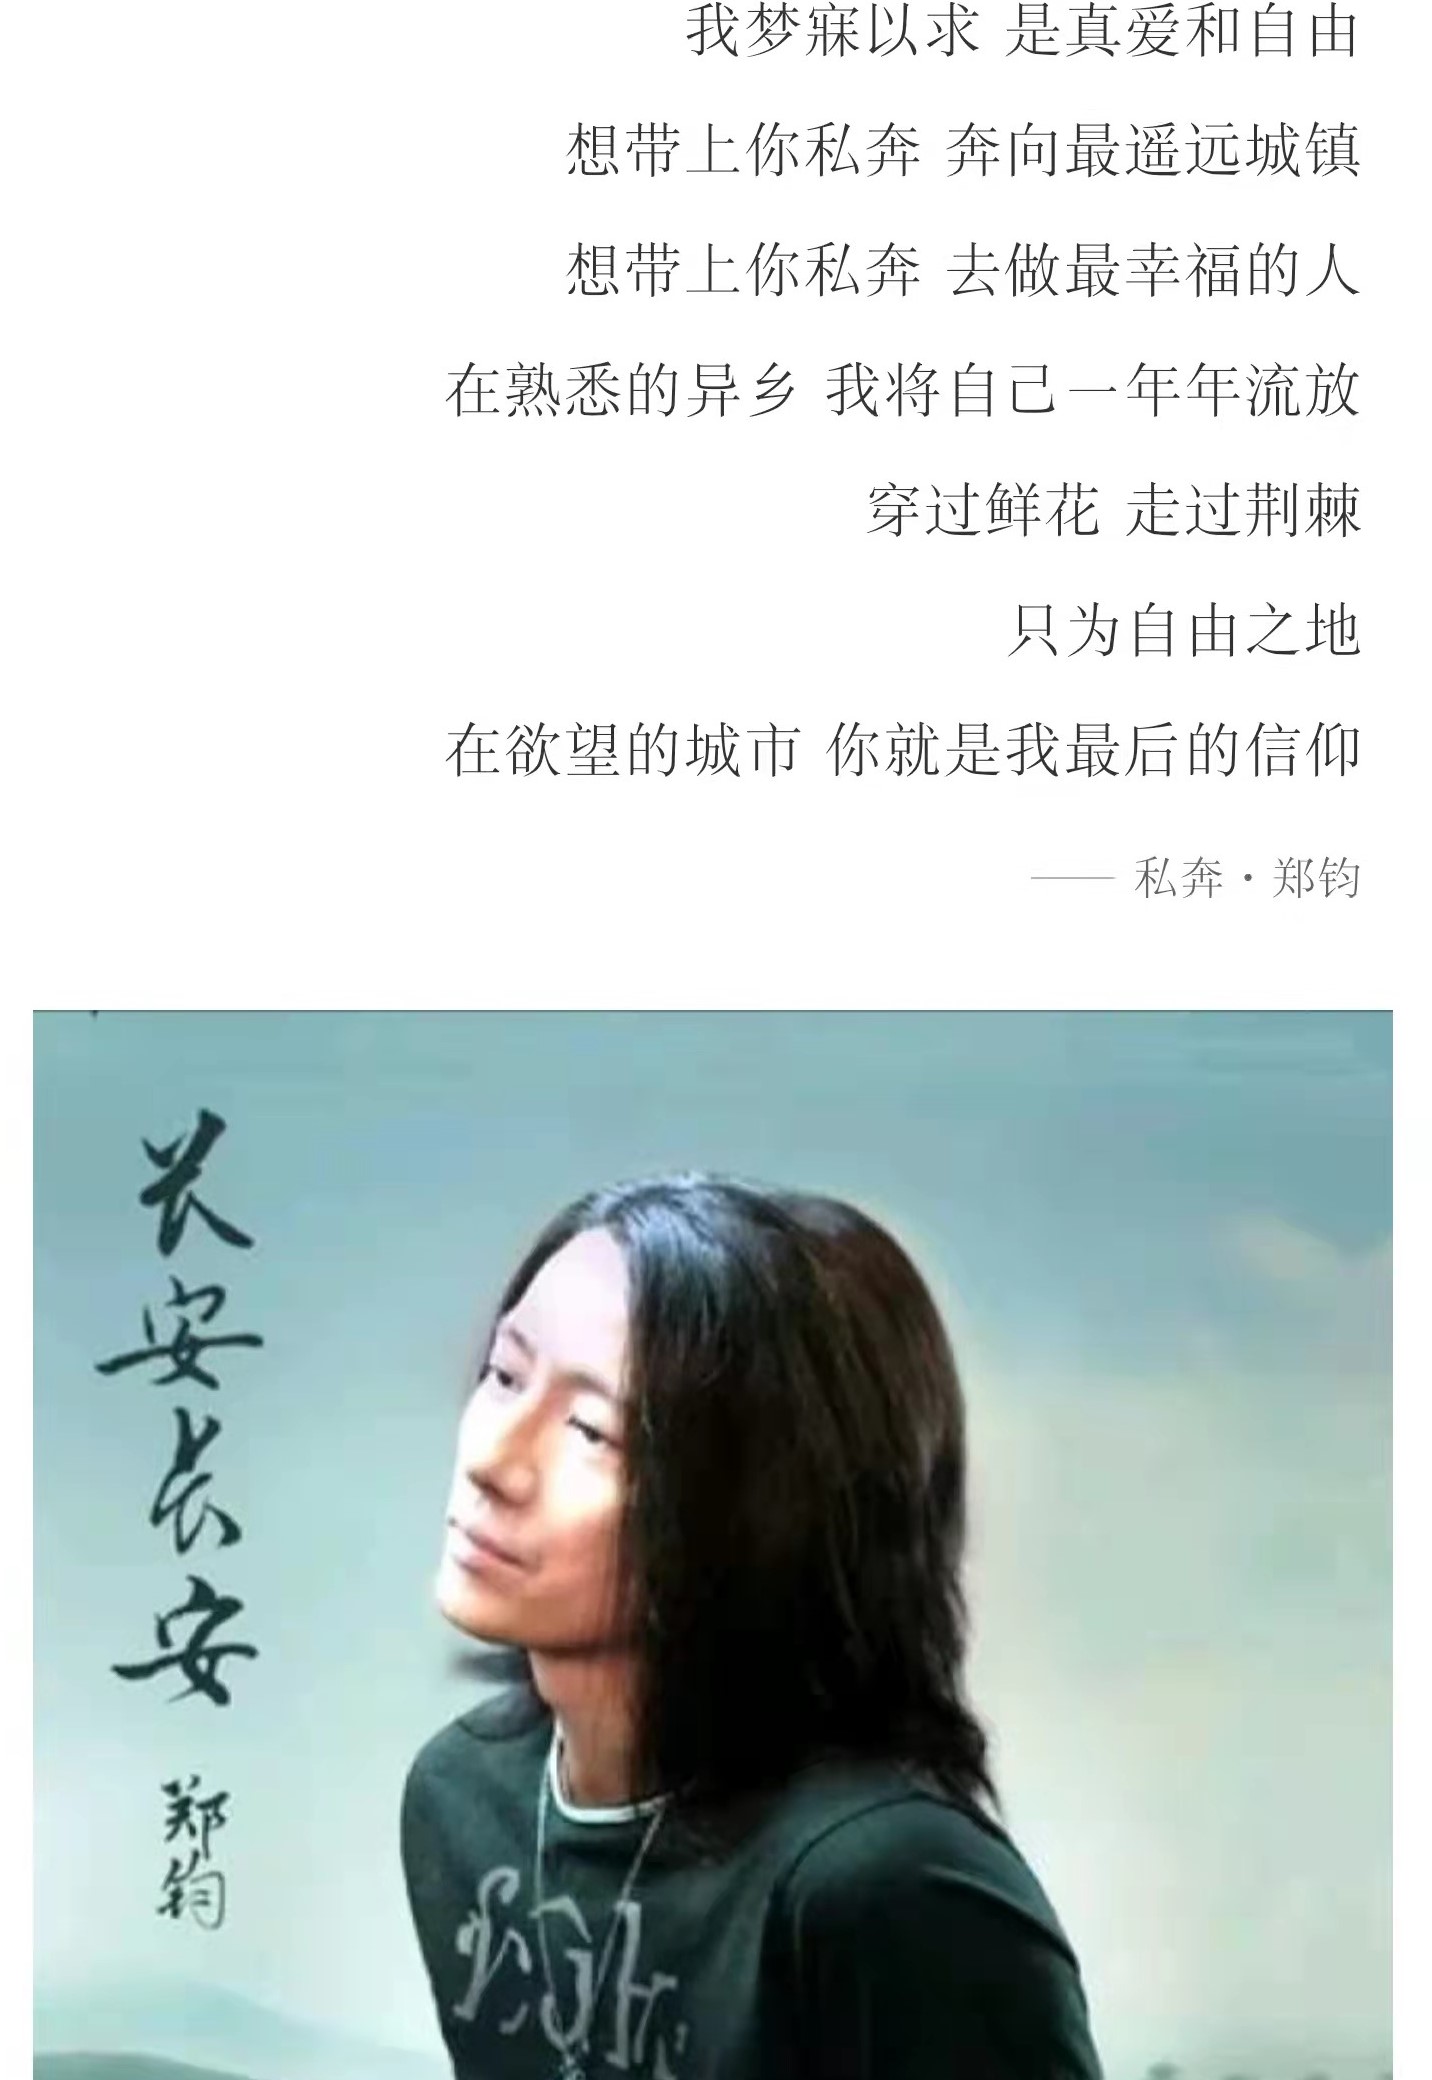 我梦寐以求 是真爱和自由
想带上你私奔 奔向最遥远城镇
想带上你私奔 去做最幸福的人
在熟悉的异乡 我将自己一年年流放
穿过鲜花 走过荆棘
只为自由之地
在欲望的城市 你就是我最后的信仰
—— 私奔·郑钧
长安长安
郑钧